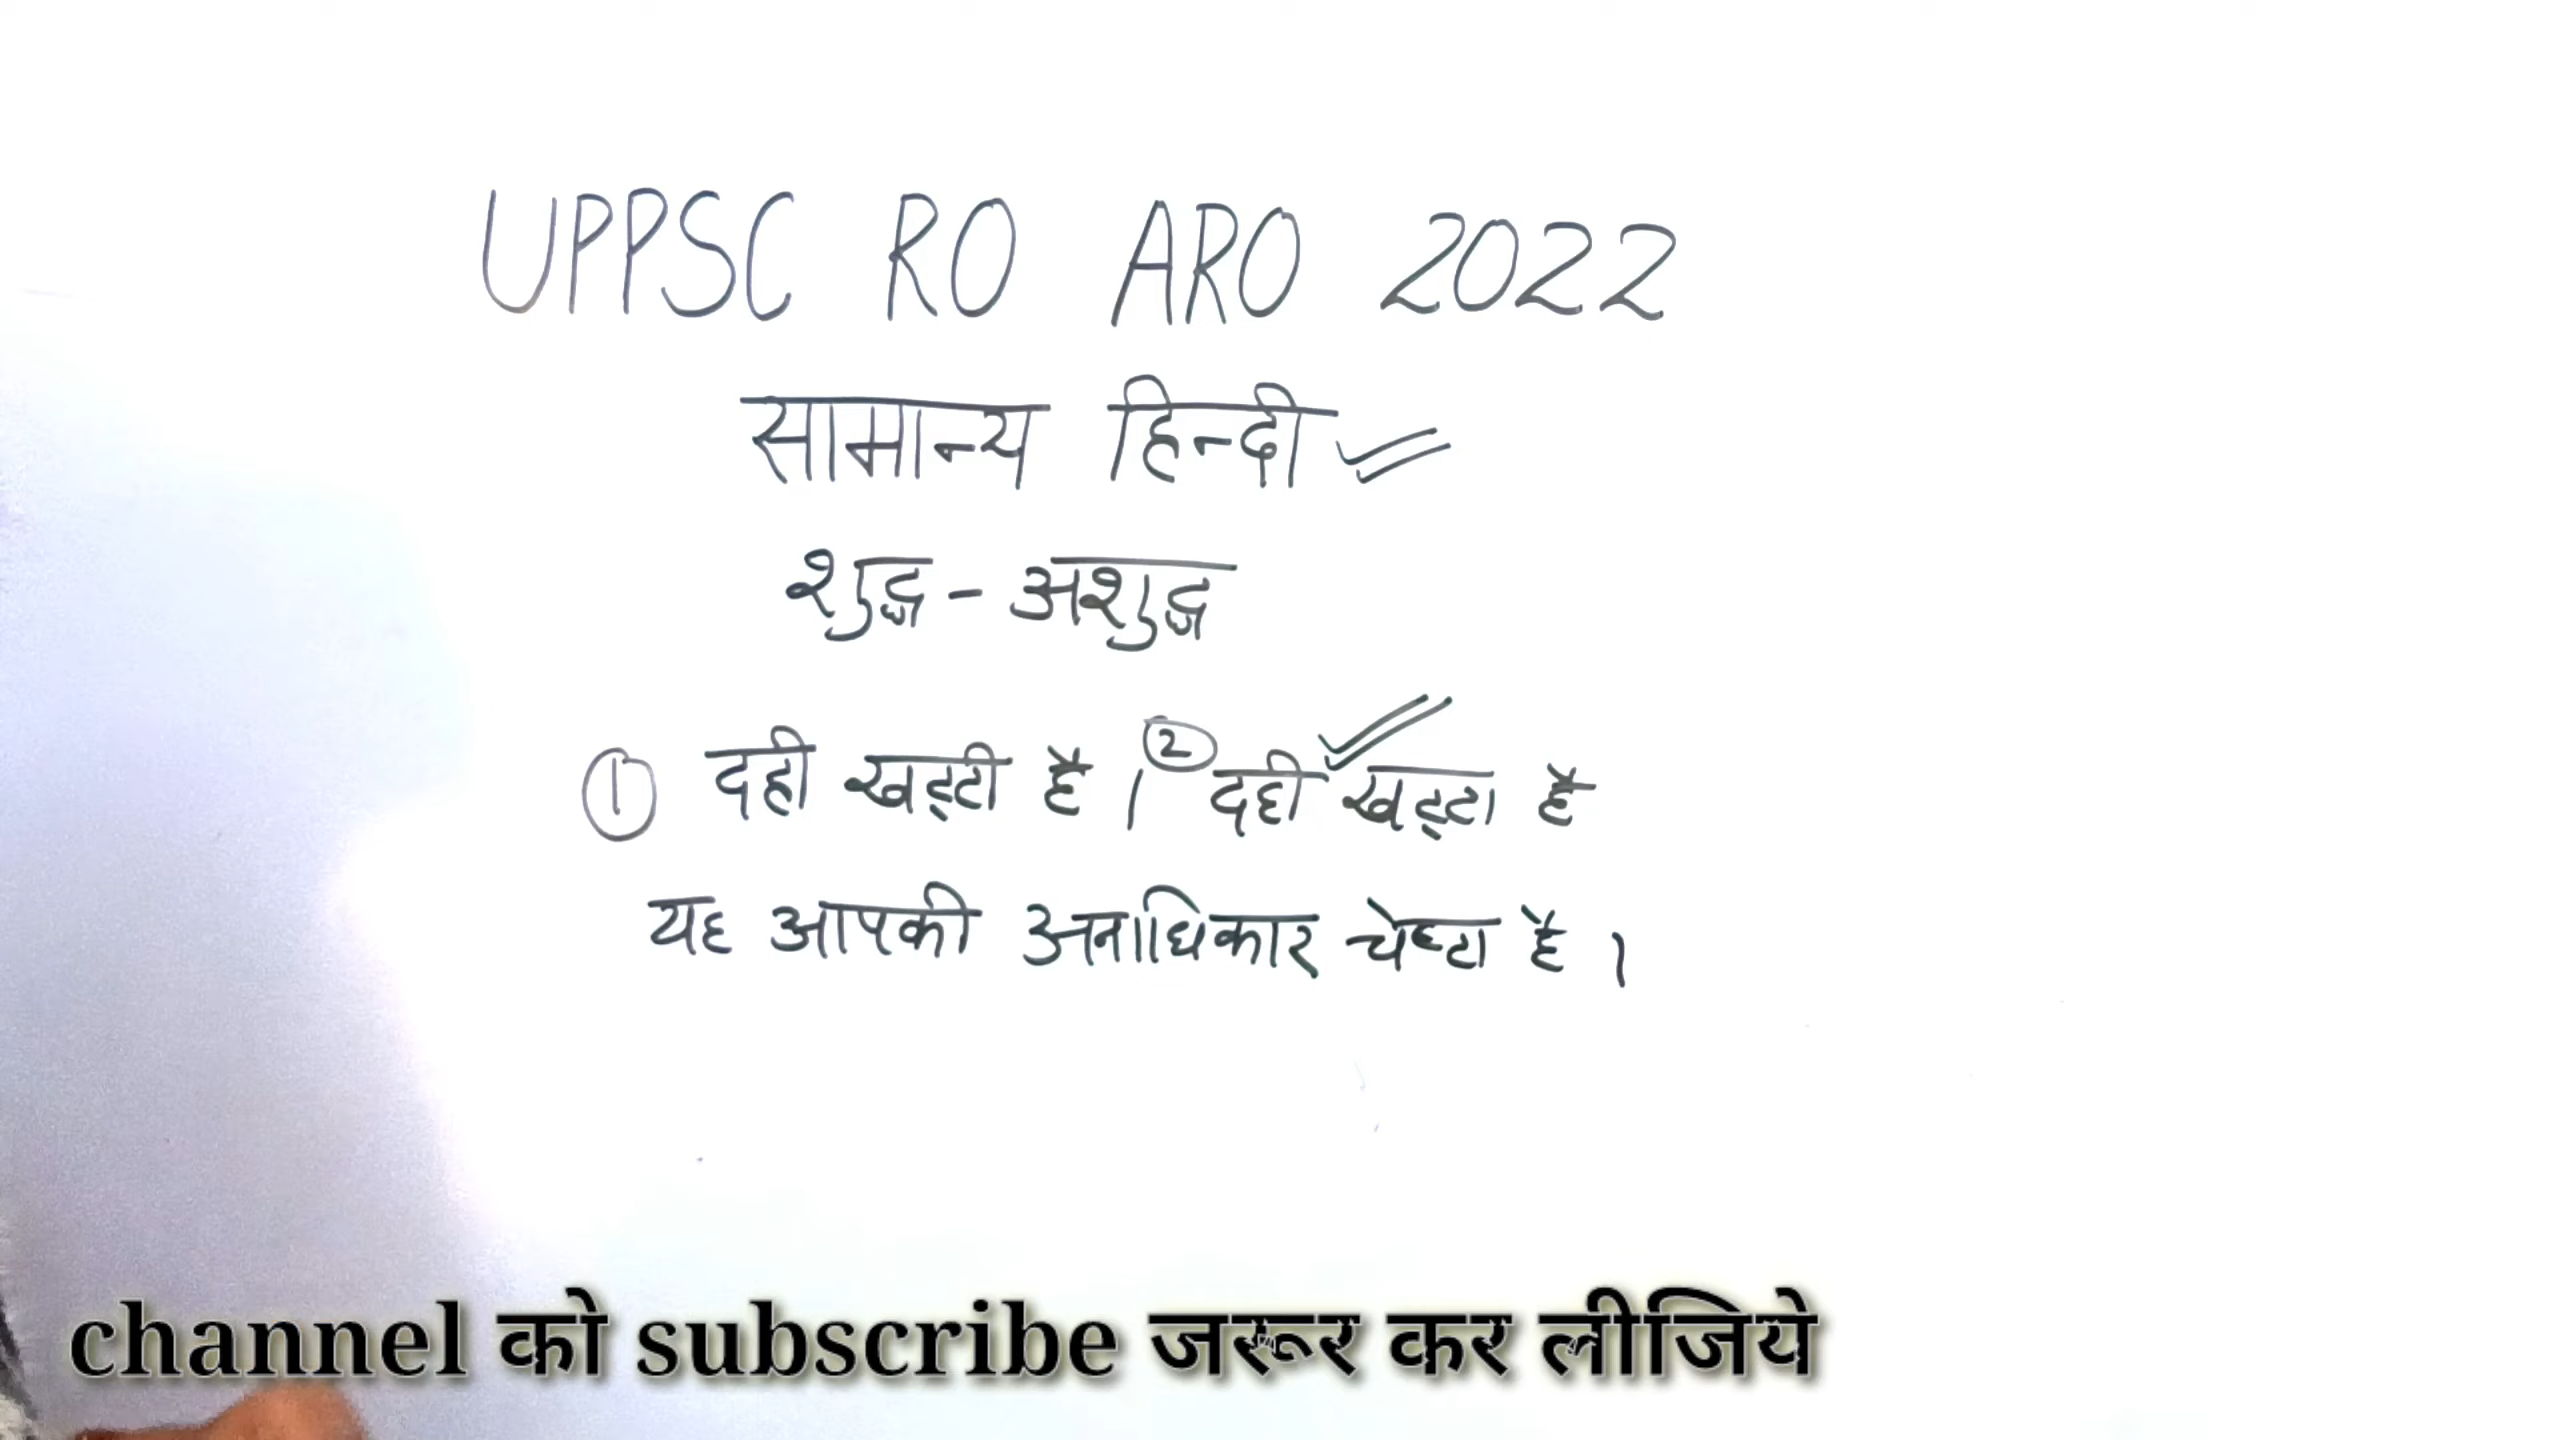 UPPSC RO ARO 2022
सामान्य हिन्दी
शुद्ध - अशुद्ध
① दही खट्टी है। ② दही खट्टा है
यह आपकी अनाधिकार चेष्टा है।
channel को subscribe जरूर कर लीजिये